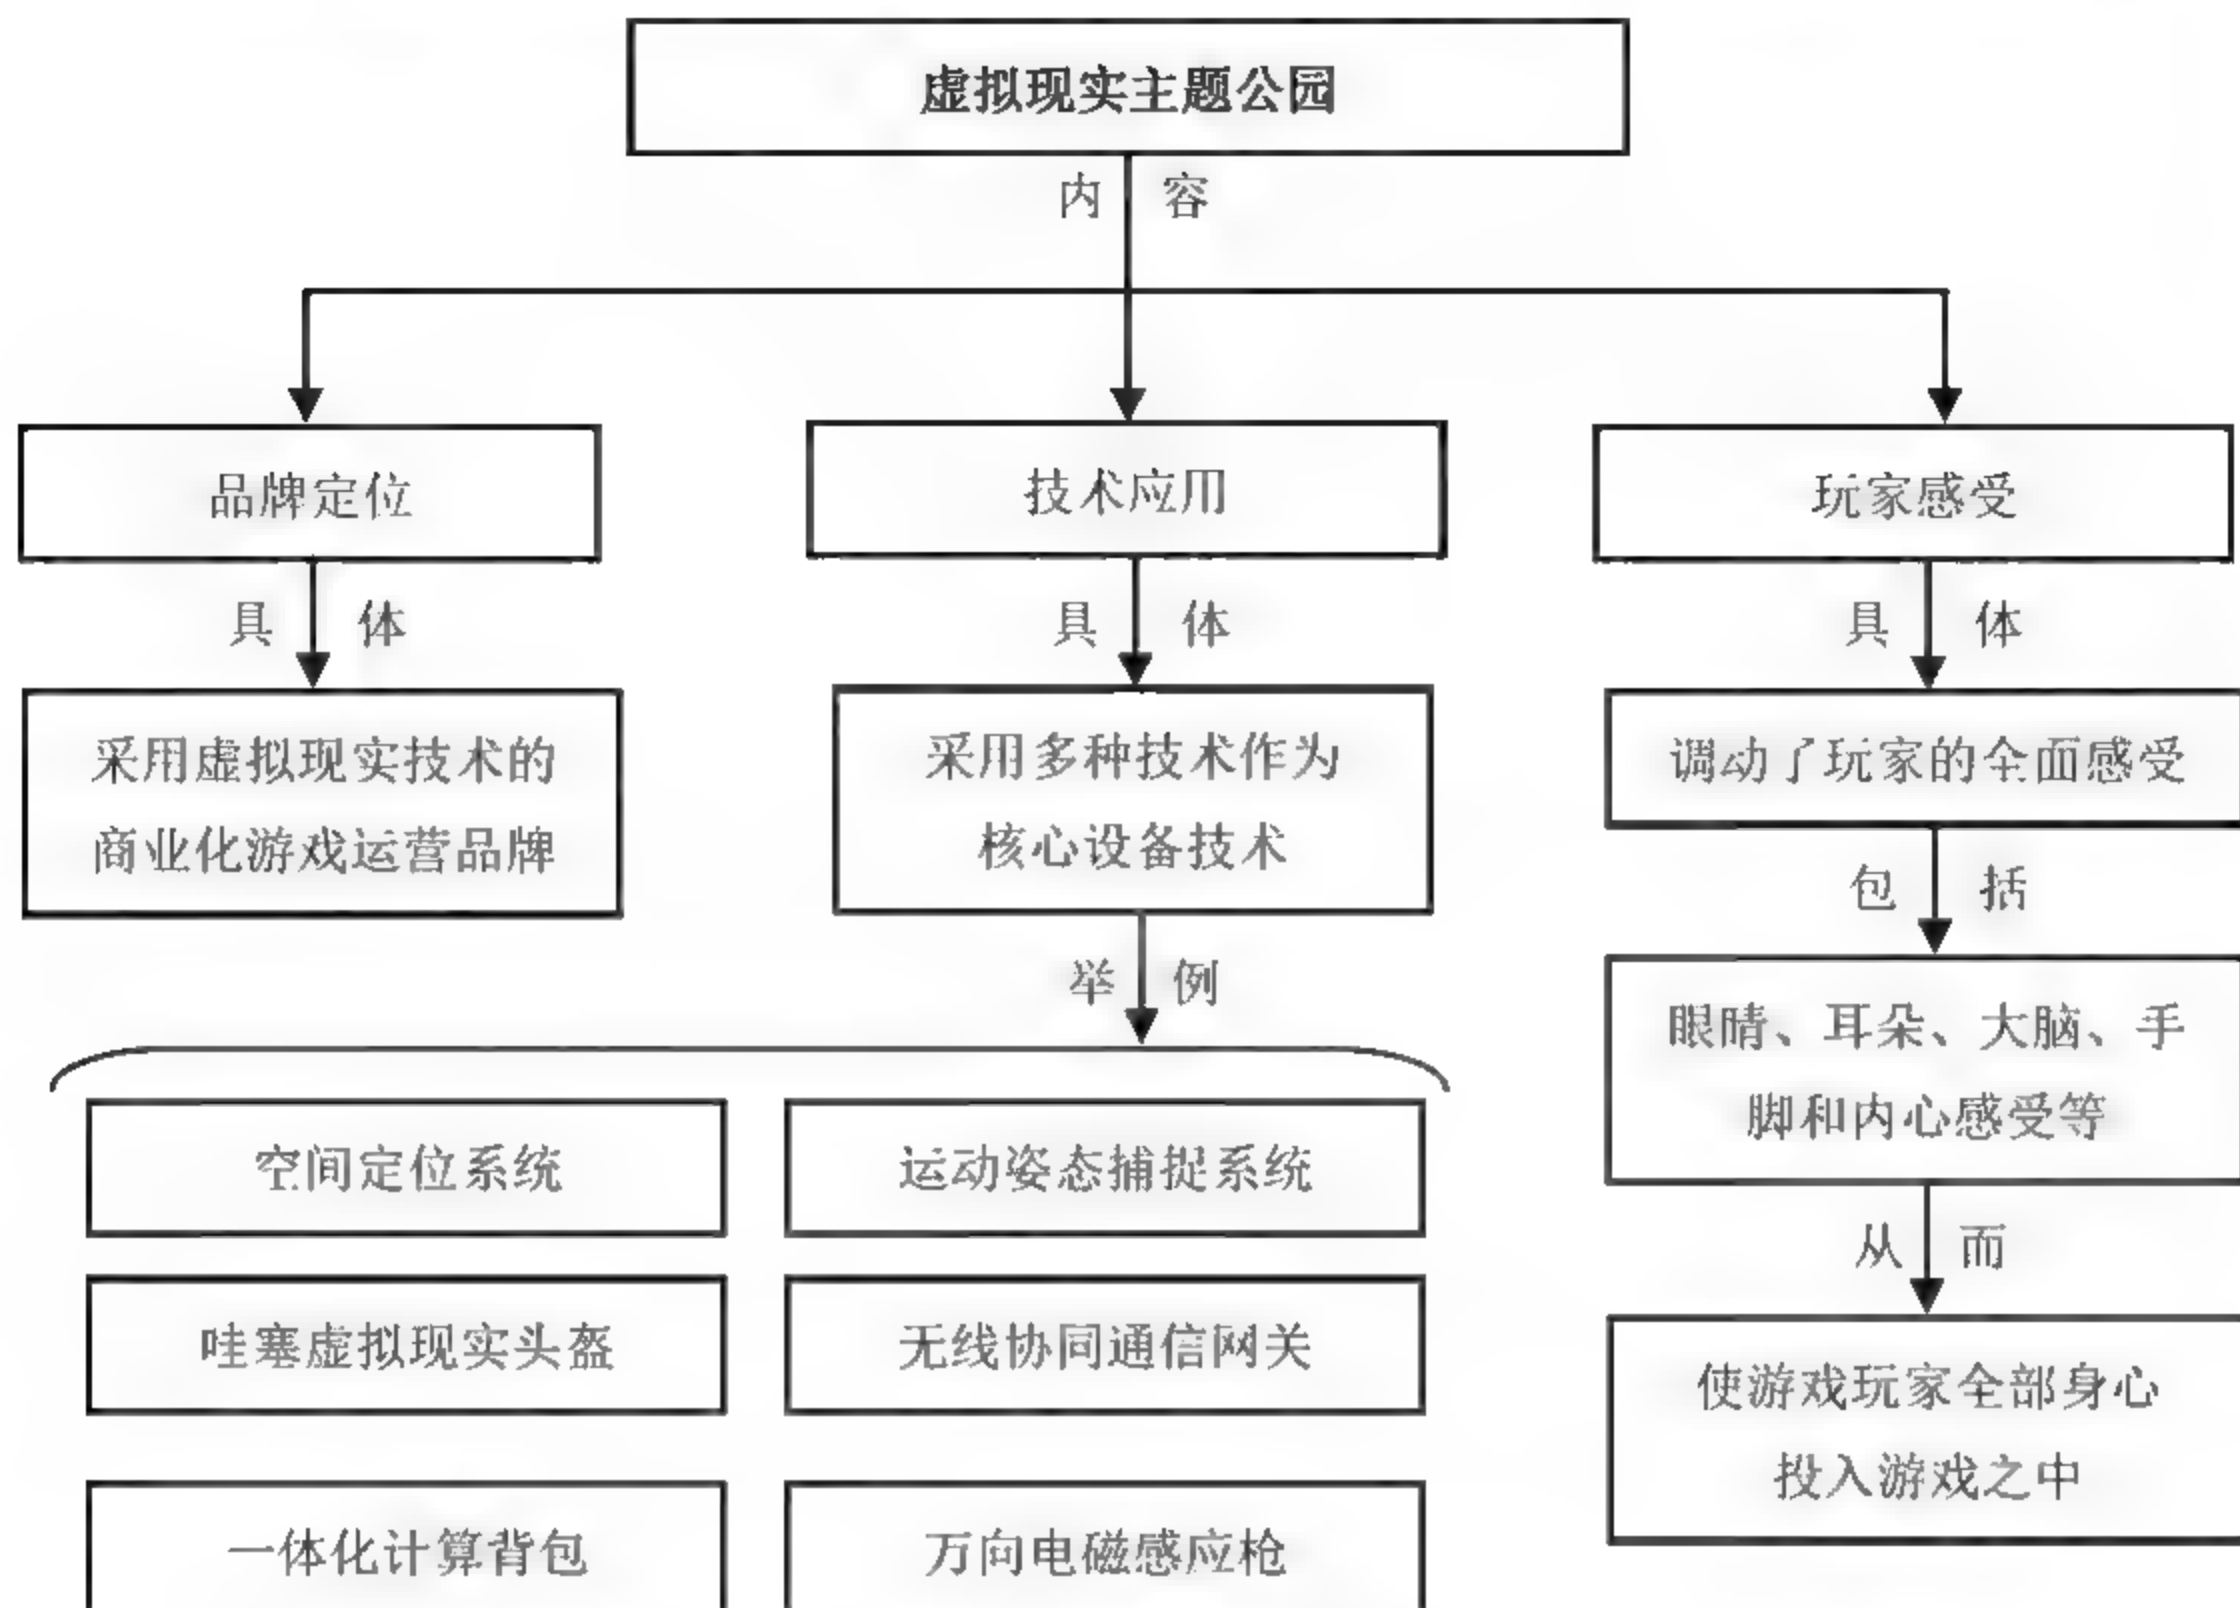 虚拟现实主题公园
内 容
品牌定位
技术应用
玩家感受
具 体
具 体
具 体
采用虚拟现实技术的
商业化游戏运营品牌
采用多种技术作为
核心设备技术
调动了玩家的全面感受
包 括
举 例
眼睛、耳朵、大脑、手
脚和内心感受等
空间定位系统
运动姿态捕捉系统
从 而
哇塞虚拟现实头盔
无线协同通信网关
使游戏玩家全部身心
投入游戏之中
一体化计算背包
万向电磁感应枪